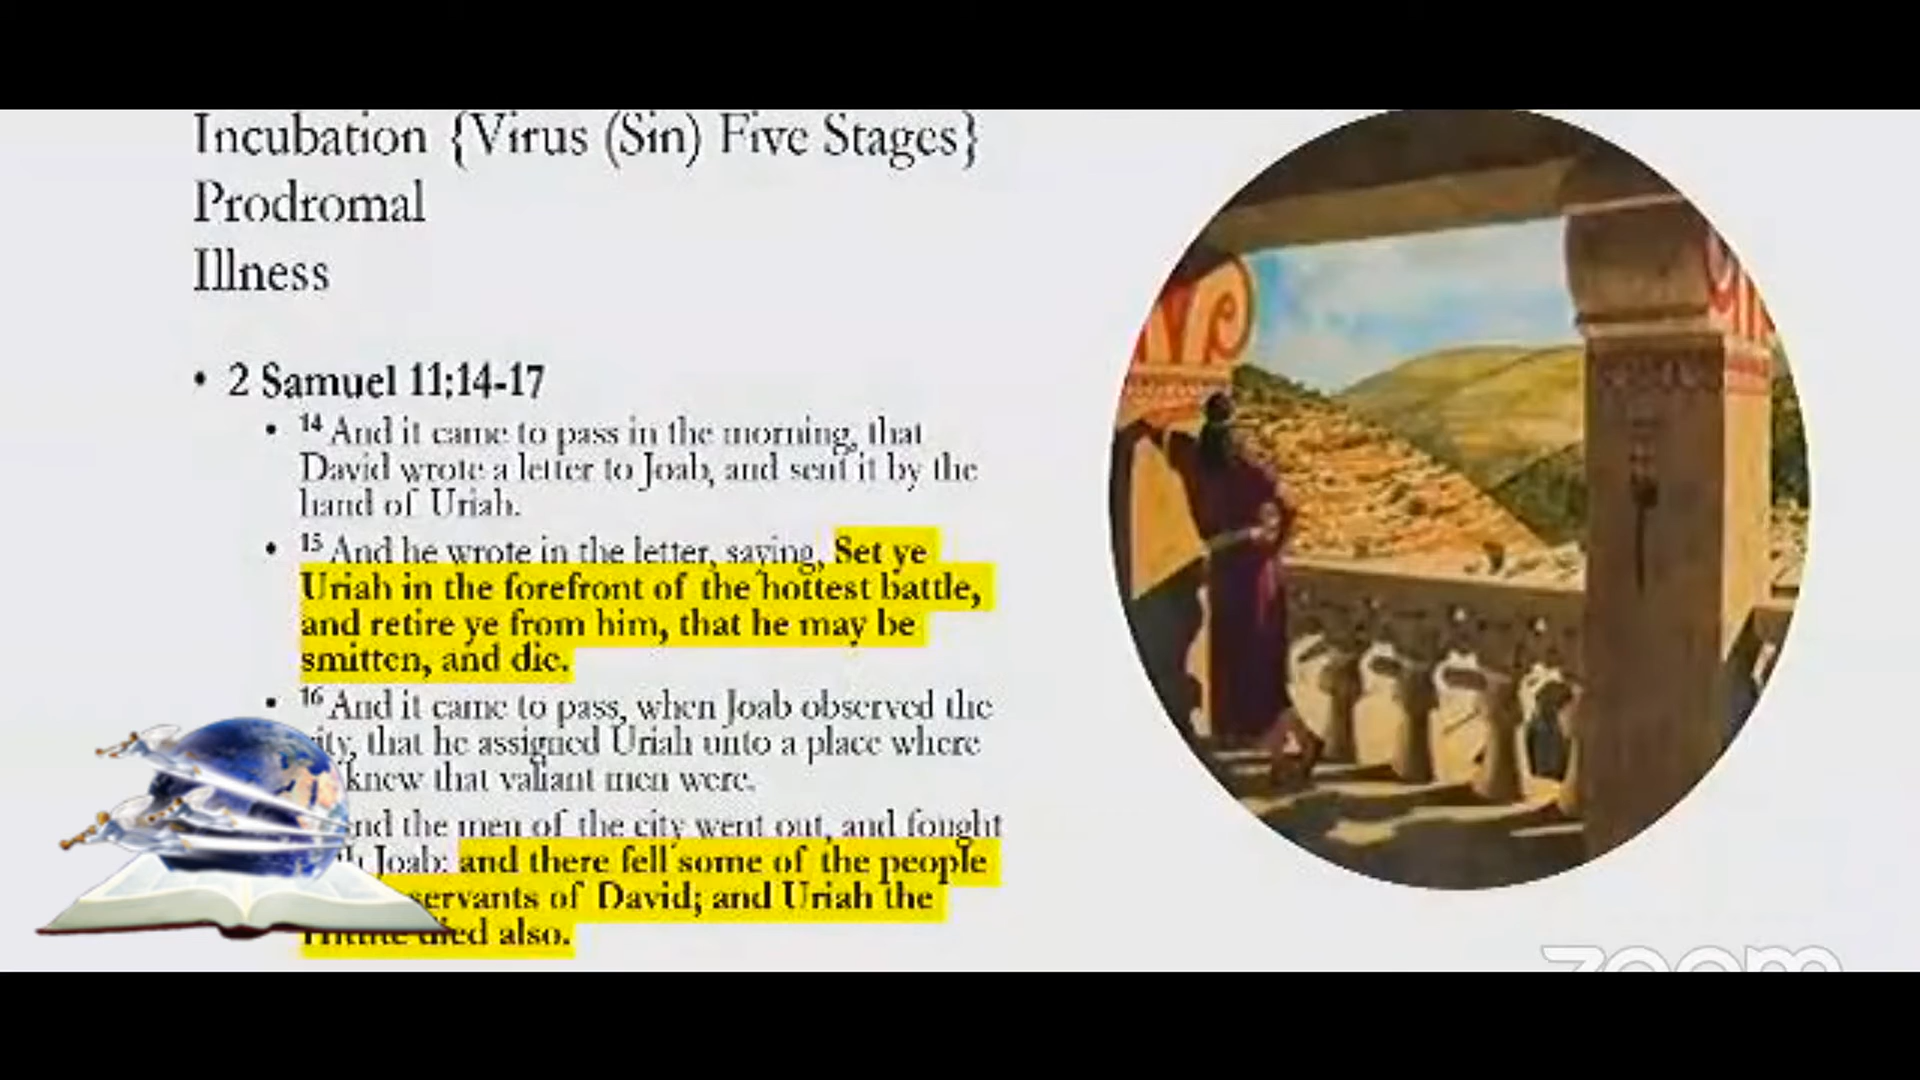 Incubation {Virus (Sin) Five Stages}
Prodromal
Illness
• 2 Samuel 11:14-17
• 14 And it came to pass in the morning, that
David wrote a letter to Joab, and sent it by the
hand of Uriah.
• 15 And he wrote in the letter, saying, Set ye
Uriah in the forefront of the hottest battle,
and retire ye from him, that he may be
smitten, and die.
• 16 And it came to pass, when Joab observed the
that he assigned Uriah unto a place where
knew that valiant men were.
the men of the city went out, and fought
Joab: and there fell some of the people
servants of David; and Uriah the
also.
zoom